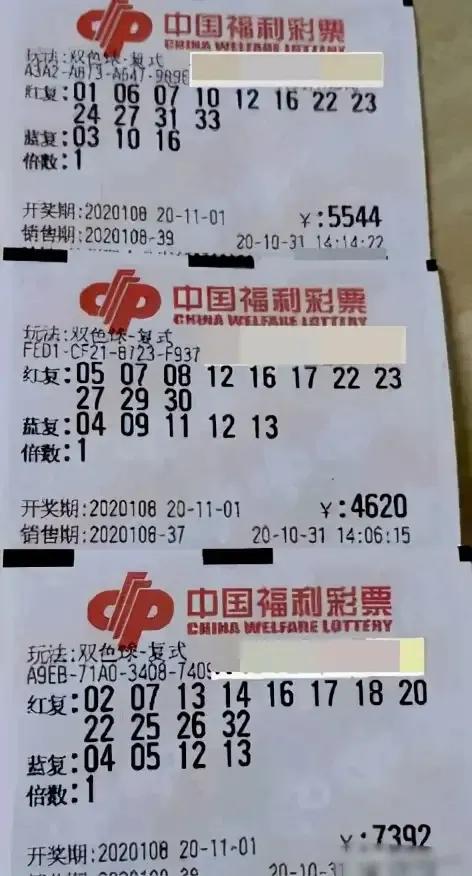 中国福利彩票
CHINA WELFARE LOTTERY
玩法:双色球-复式
A3A2-A873-A647-989E
红复:01 06 07 10 12 16 22 23
24 27 31 33
蓝复:03 10 16
倍数:1
开奖期:2020108 20-11-01 ¥:5544
销售期:2020108-39 20-10-31 14:14:22
中国福利彩票
CHINA WELFARE LOTTERY
玩法:双色球-复式
FED1-CF21-8723-F937
红复:05 07 08 12 16 17 22 23
27 29 30
蓝复:04 09 11 12 13
倍数:1
开奖期:2020108 20-11-01 ¥:4620
销售期:2020108-37 20-10-31 14:06:15
中国福利彩票
CHINA WELFARE LOTTERY
玩法:双色球-复式
A9EB-71A0-3408-7409
红复:02 07 13 14 16 17 18 20
22 25 26 32
蓝复:04 05 12 13
倍数:1
开奖期:2020108 20-11-01 ¥:7392
20-10-31